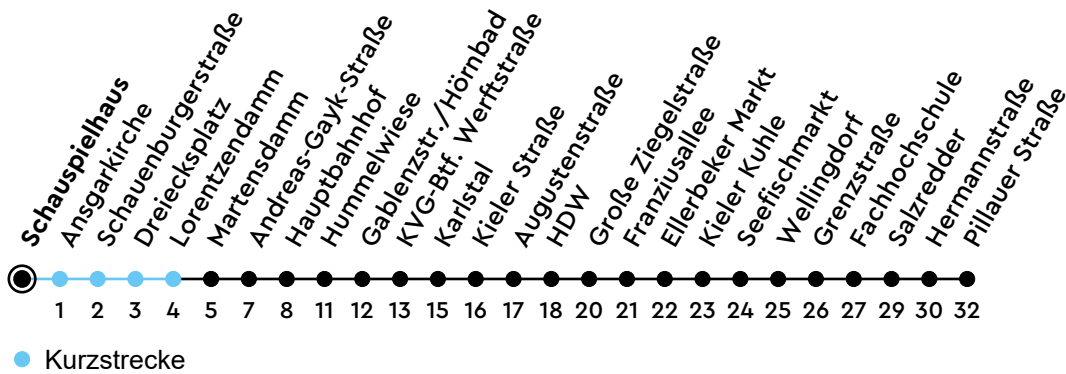 Schauspielhaus
Ansgarkirche
Schauenburgerstraße
Dreiecksplatz
Lorentzendamm
Martensdamm
Andreas-Gayk-Straße
Hauptbahnhof
Hummelwiese
Gablenzstr./Hörnbad
KVG-Btf. Werftstraße
Karlstal
Kieler Straße
Augustenstraße
HDW
Große Ziegelstraße
Franziusallee
Ellerbeker Markt
Kieler Kuhle
Seefischmarkt
Wellingdorf
Grenzstraße
Fachhochschule
Salzredder
Hermannstraße
Pillauer Straße
1 2 3 4 5 7 8 11 12 13 15 16 17 18 20 21 22 23 24 25 26 27 29 30 32
Kurzstrecke